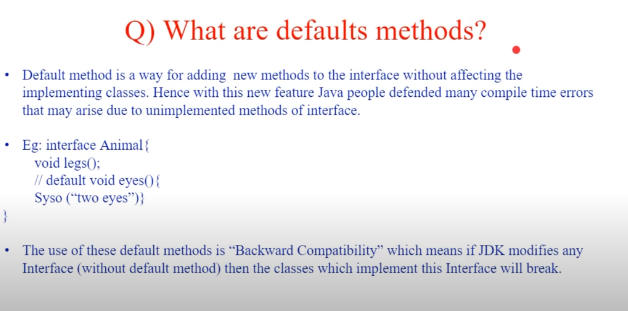 Q) What are defaults methods?
• Default method is a way for adding new methods to the interface without affecting the
implementing classes. Hence with this new feature Java people defended many compile time errors
that may arise due to unimplemented methods of interface.
• Eg: interface Animal{
void legs();
// default void eyes(){
Syso (“two eyes”)}
}
• The use of these default methods is “Backward Compatibility” which means if JDK modifies any
Interface (without default method) then the classes which implement this Interface will break.